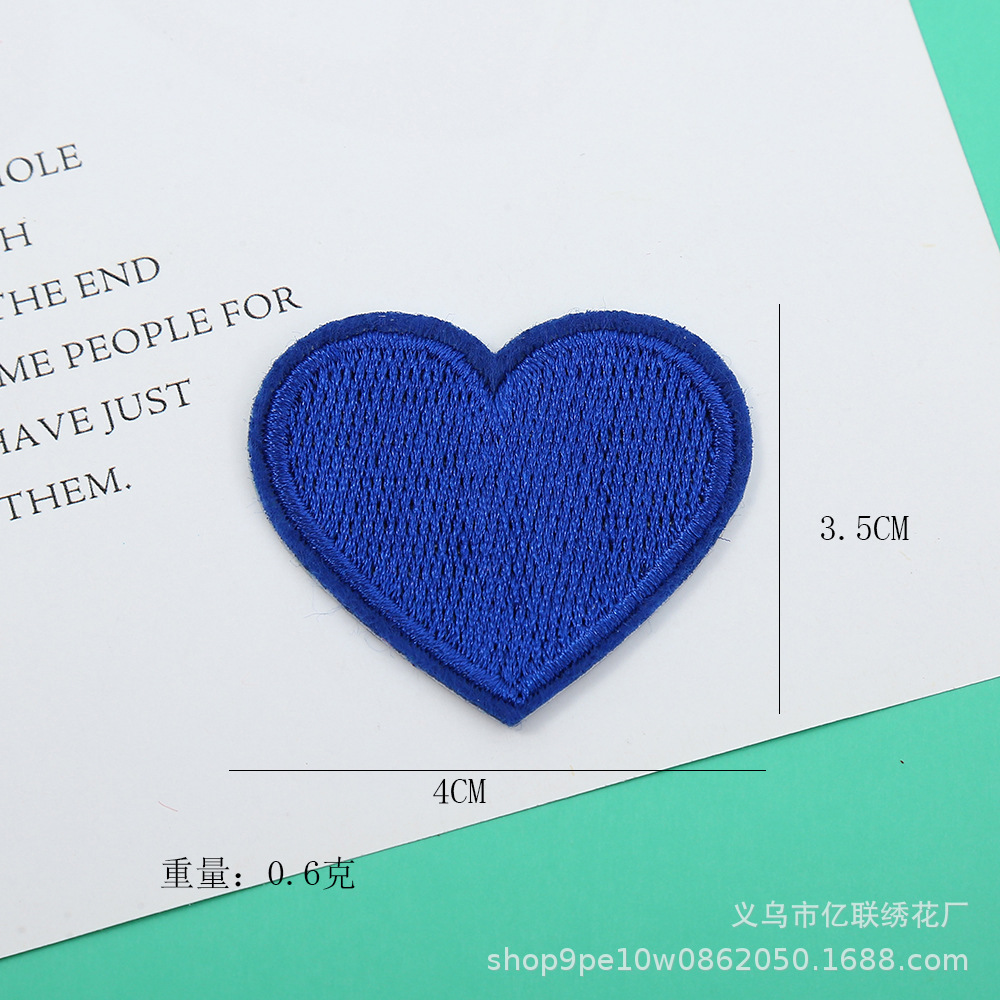 HOLE
H
THE END
ME PEOPLE FOR
HAVE JUST
THEM.
3.5CM
4CM
重量：0.6克
义乌市亿联绣花厂
shop9pe10w0862050.1688.com